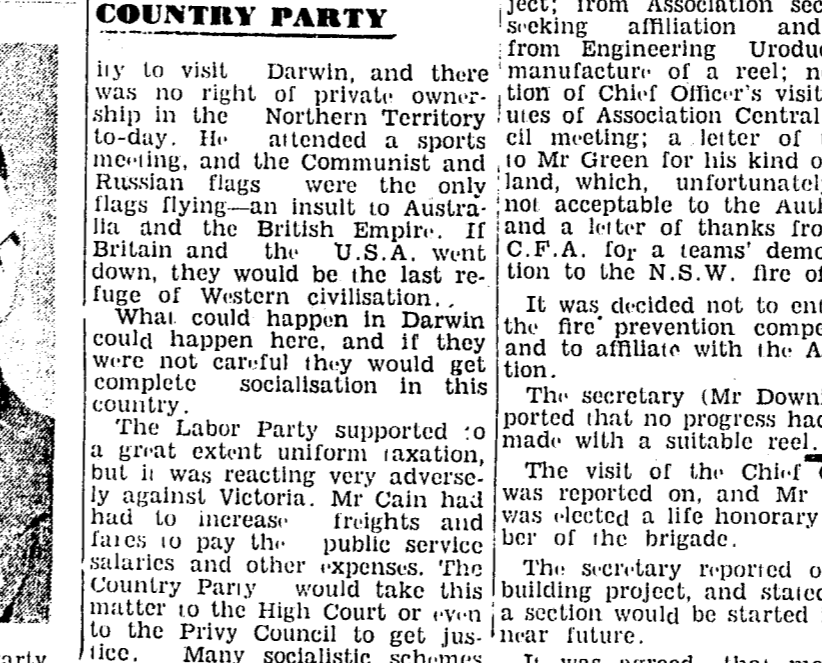 COUNTRY PARTY
ity to visit Darwin, and there
was no right of private owner-
ship in the Northern Territory
to-day. He attended a sports
meeting, and the Communist and
Russian flags were the only
flags flying—an insult to Austra-
lia and the British Empire. If
Britain and the U.S.A. went
down, they would be the last re-
fuge of Western civilisation.
What could happen in Darwin
could happen here, and if they
were not careful they would get
complete socialisation in this
country.
The Labor Party supported to
a great extent uniform taxation,
but it was reacting very adverse-
ly against Victoria. Mr Cain had
had to increase freights and
fares to pay the public service
salaries and other expenses. The
Country Party would take this
matter to the High Court or even
to the Privy Council to get jus-
tice. Many socialistic schemes
ject; from Association sec
seeking affiliation and
from Engineering Produc
manufacture of a reel; n
tion of Chief Officer's visit
utes of Association Central
cil meeting; a letter of
to Mr Green for his kind o
land, which, unfortunatel
not acceptable to the Aut
and a letter of thanks fro
C.F.A. for a teams' demo
tion to the N.S.W. fire of
It was decided not to ent
the fire prevention compe
and to affiliate with the A
tion.
The secretary (Mr Down
ported that no progress had
made with a suitable reel.
The visit of the Chief
was reported on, and Mr
was elected a life honorary
ber of the brigade.
The secretary reported o
building project, and stated
a section would be started
near future.
It was agreed that
arty